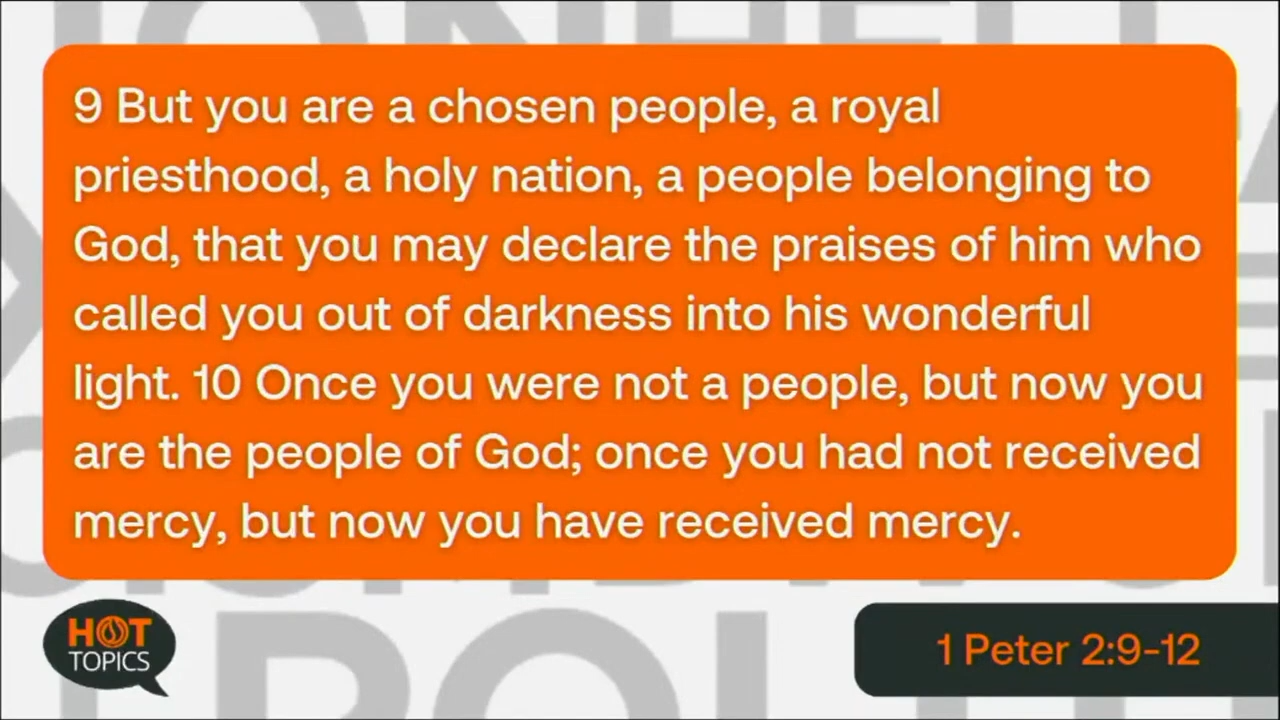 9 But you are a chosen people, a royal
priesthood, a holy nation, a people belonging to
God, that you may declare the praises of him who
called you out of darkness into his wonderful
light. 10 Once you were not a people, but now you
are the people of God; once you had not received
mercy, but now you have received mercy.
HOT
TOPICS
1 Peter 2:9-12